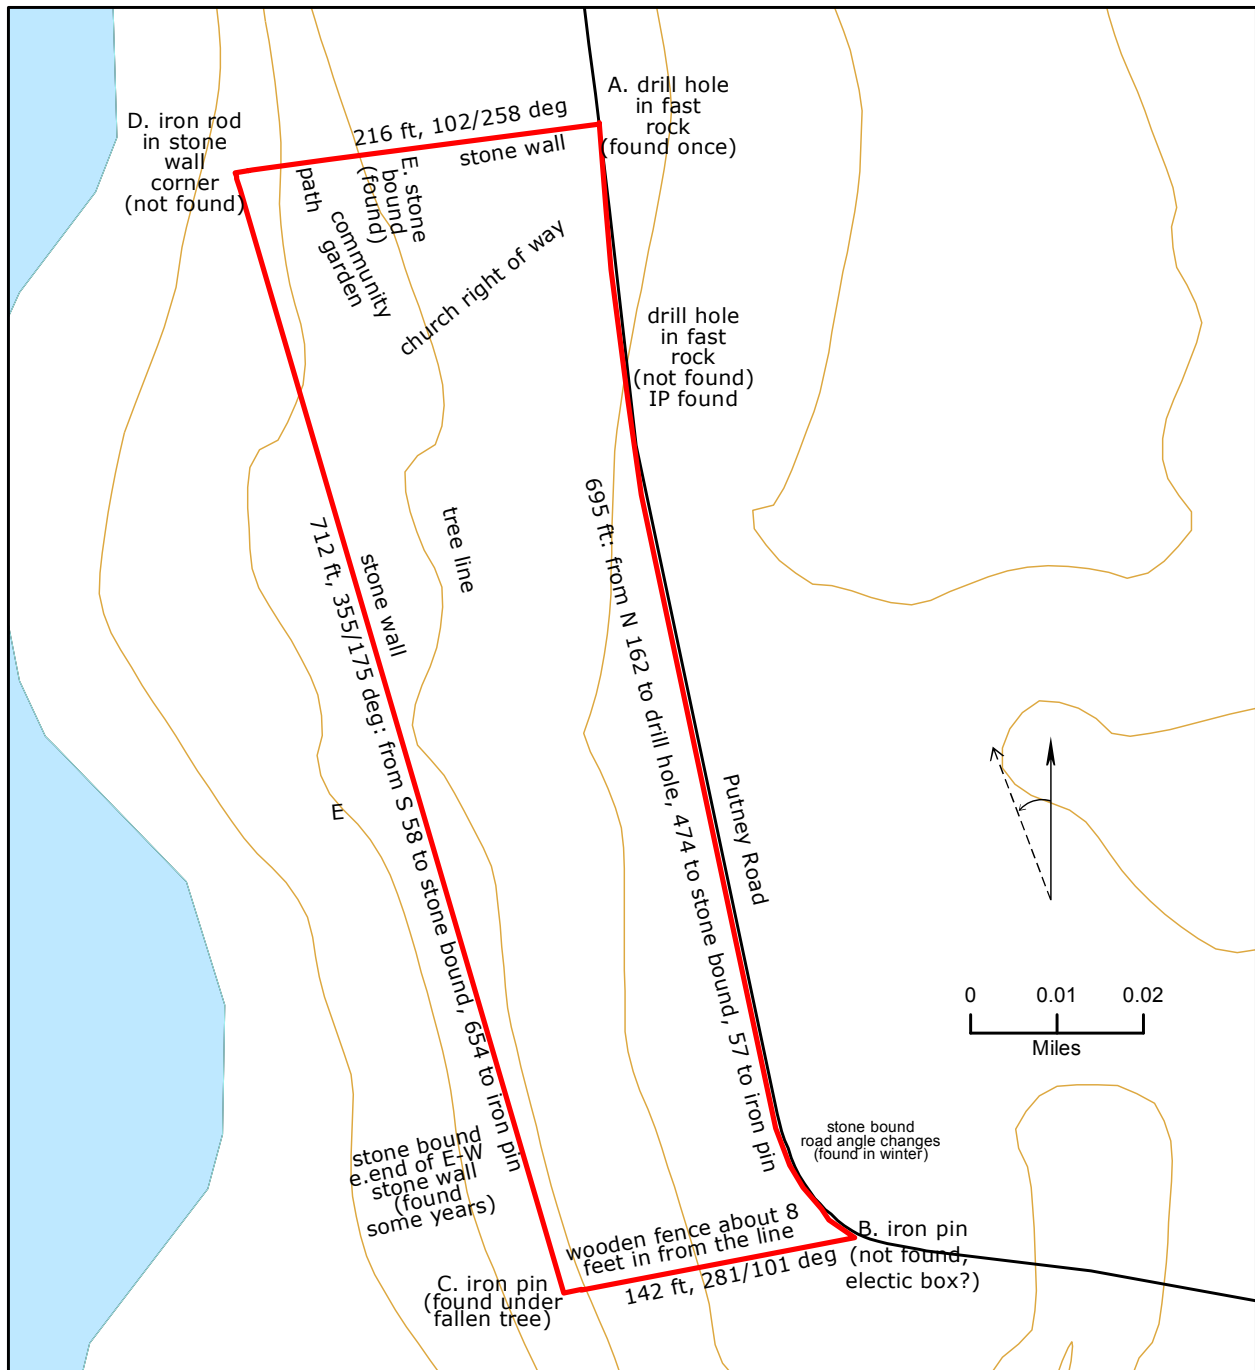 A. drill hole
in fast
rock
(found once)
D. iron rod
in stone
wall
corner
(not found)
216 ft, 102/258 deg
stone wall
E. stone
bound
(found)
path
community
garden
church right of way
drill hole
in fast
rock
(not found)
IP found
tree line
stone wall
712 ft, 355/175 deg: from S 58 to stone bound, 654 to iron pin
695 ft: from N 162 to drill hole, 474 to stone bound, 57 to iron pin
Putney Road
E
0 0.01 0.02
Miles
stone bound
road angle changes
(found in winter)
stone bound
e.end of E-W
stone wall
(found
some years)
wooden fence about 8
feet in from the line
142 ft, 281/101 deg
B. iron pin
(not found,
electic box?)
C. iron pin
(found under
fallen tree)